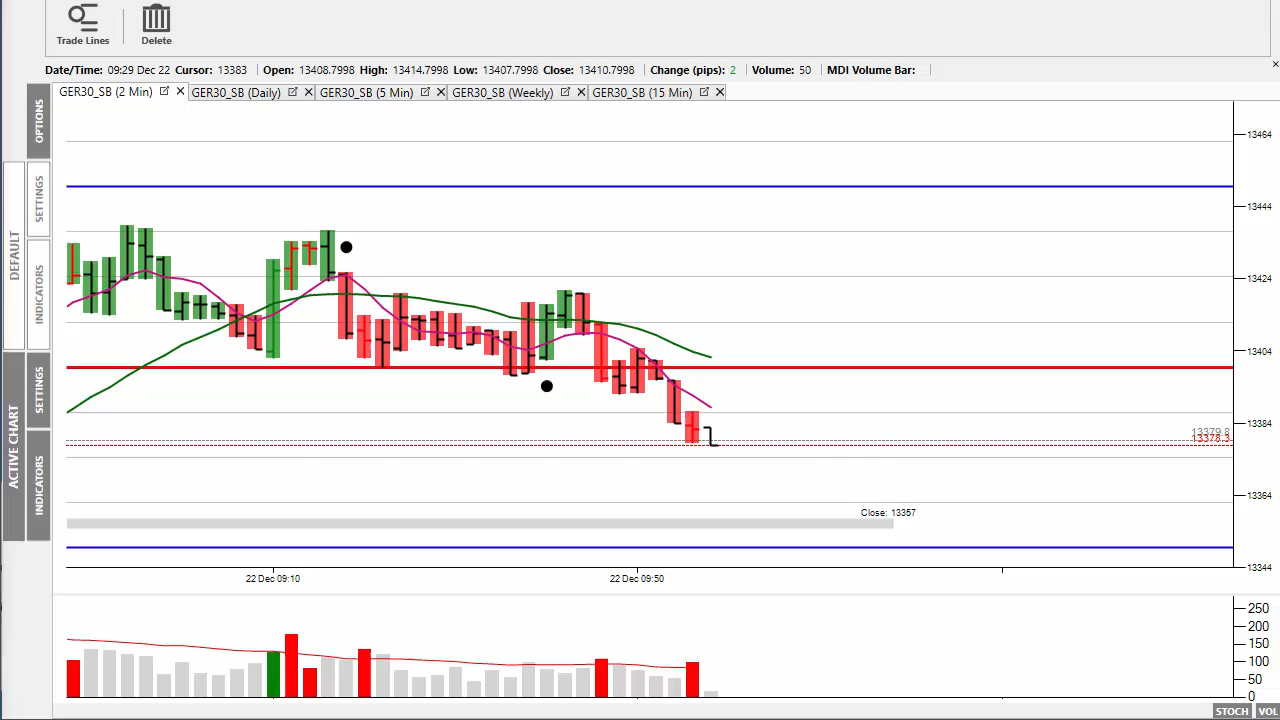 Trade Lines Delete
Date/Time: 09:29 Dec 22 Cursor: 13383 Open: 13408.7998 High: 13414.7998 Low: 13407.7998 Close: 13410.7998 Change (pips): 2 Volume: 50 MDI Volume Bar:
GER30_SB (2 Min) GER30_SB (Daily) GER30_SB (5 Min) GER30_SB (Weekly) GER30_SB (15 Min)
OPTIONS
DEFAULT
SETTINGS
INDICATORS
ACTIVE CHART
SETTINGS
INDICATORS
13464
13444
13424
13404
13384
13379.8
13378.3
13364
Close: 13357
13344
22 Dec 09:10 22 Dec 09:50
250
200
150
100
50
0
STOCH VOL